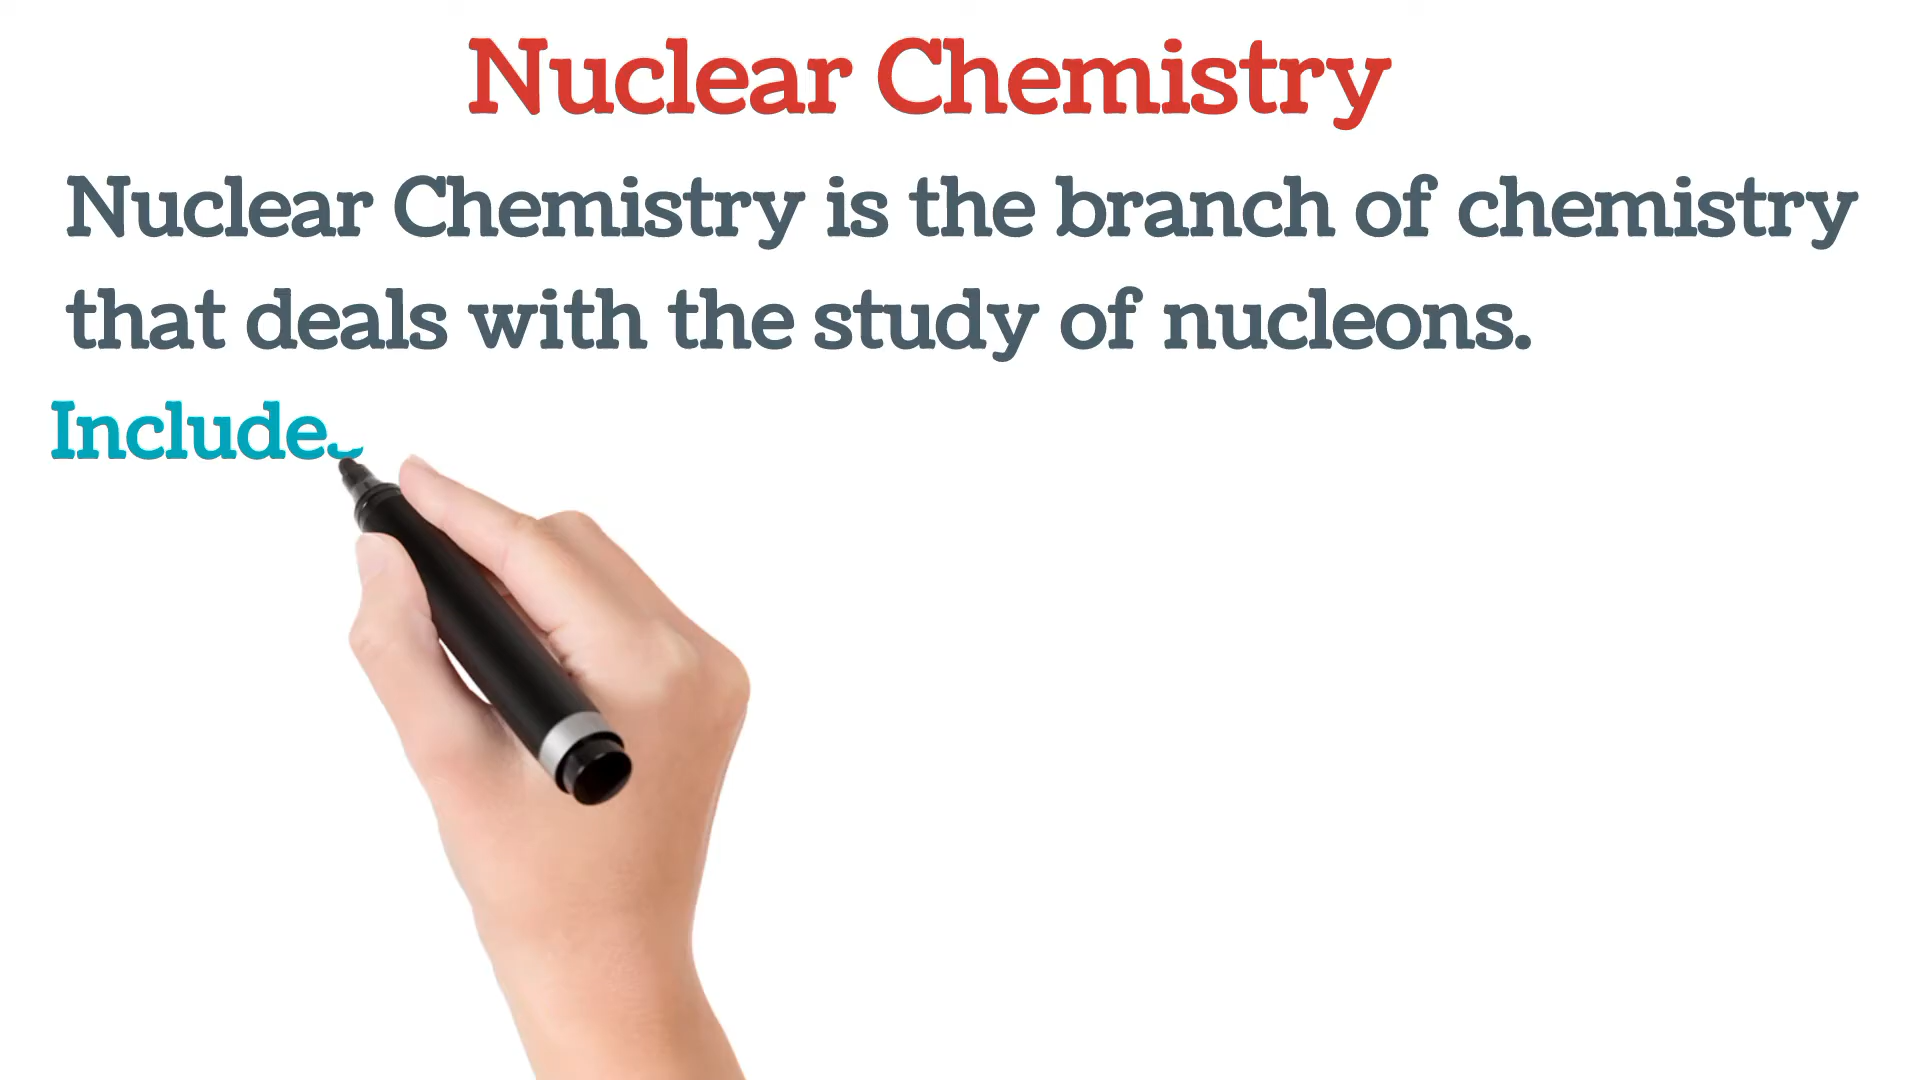 Nuclear Chemistry
Nuclear Chemistry is the branch of chemistry
that deals with the study of nucleons.
Include